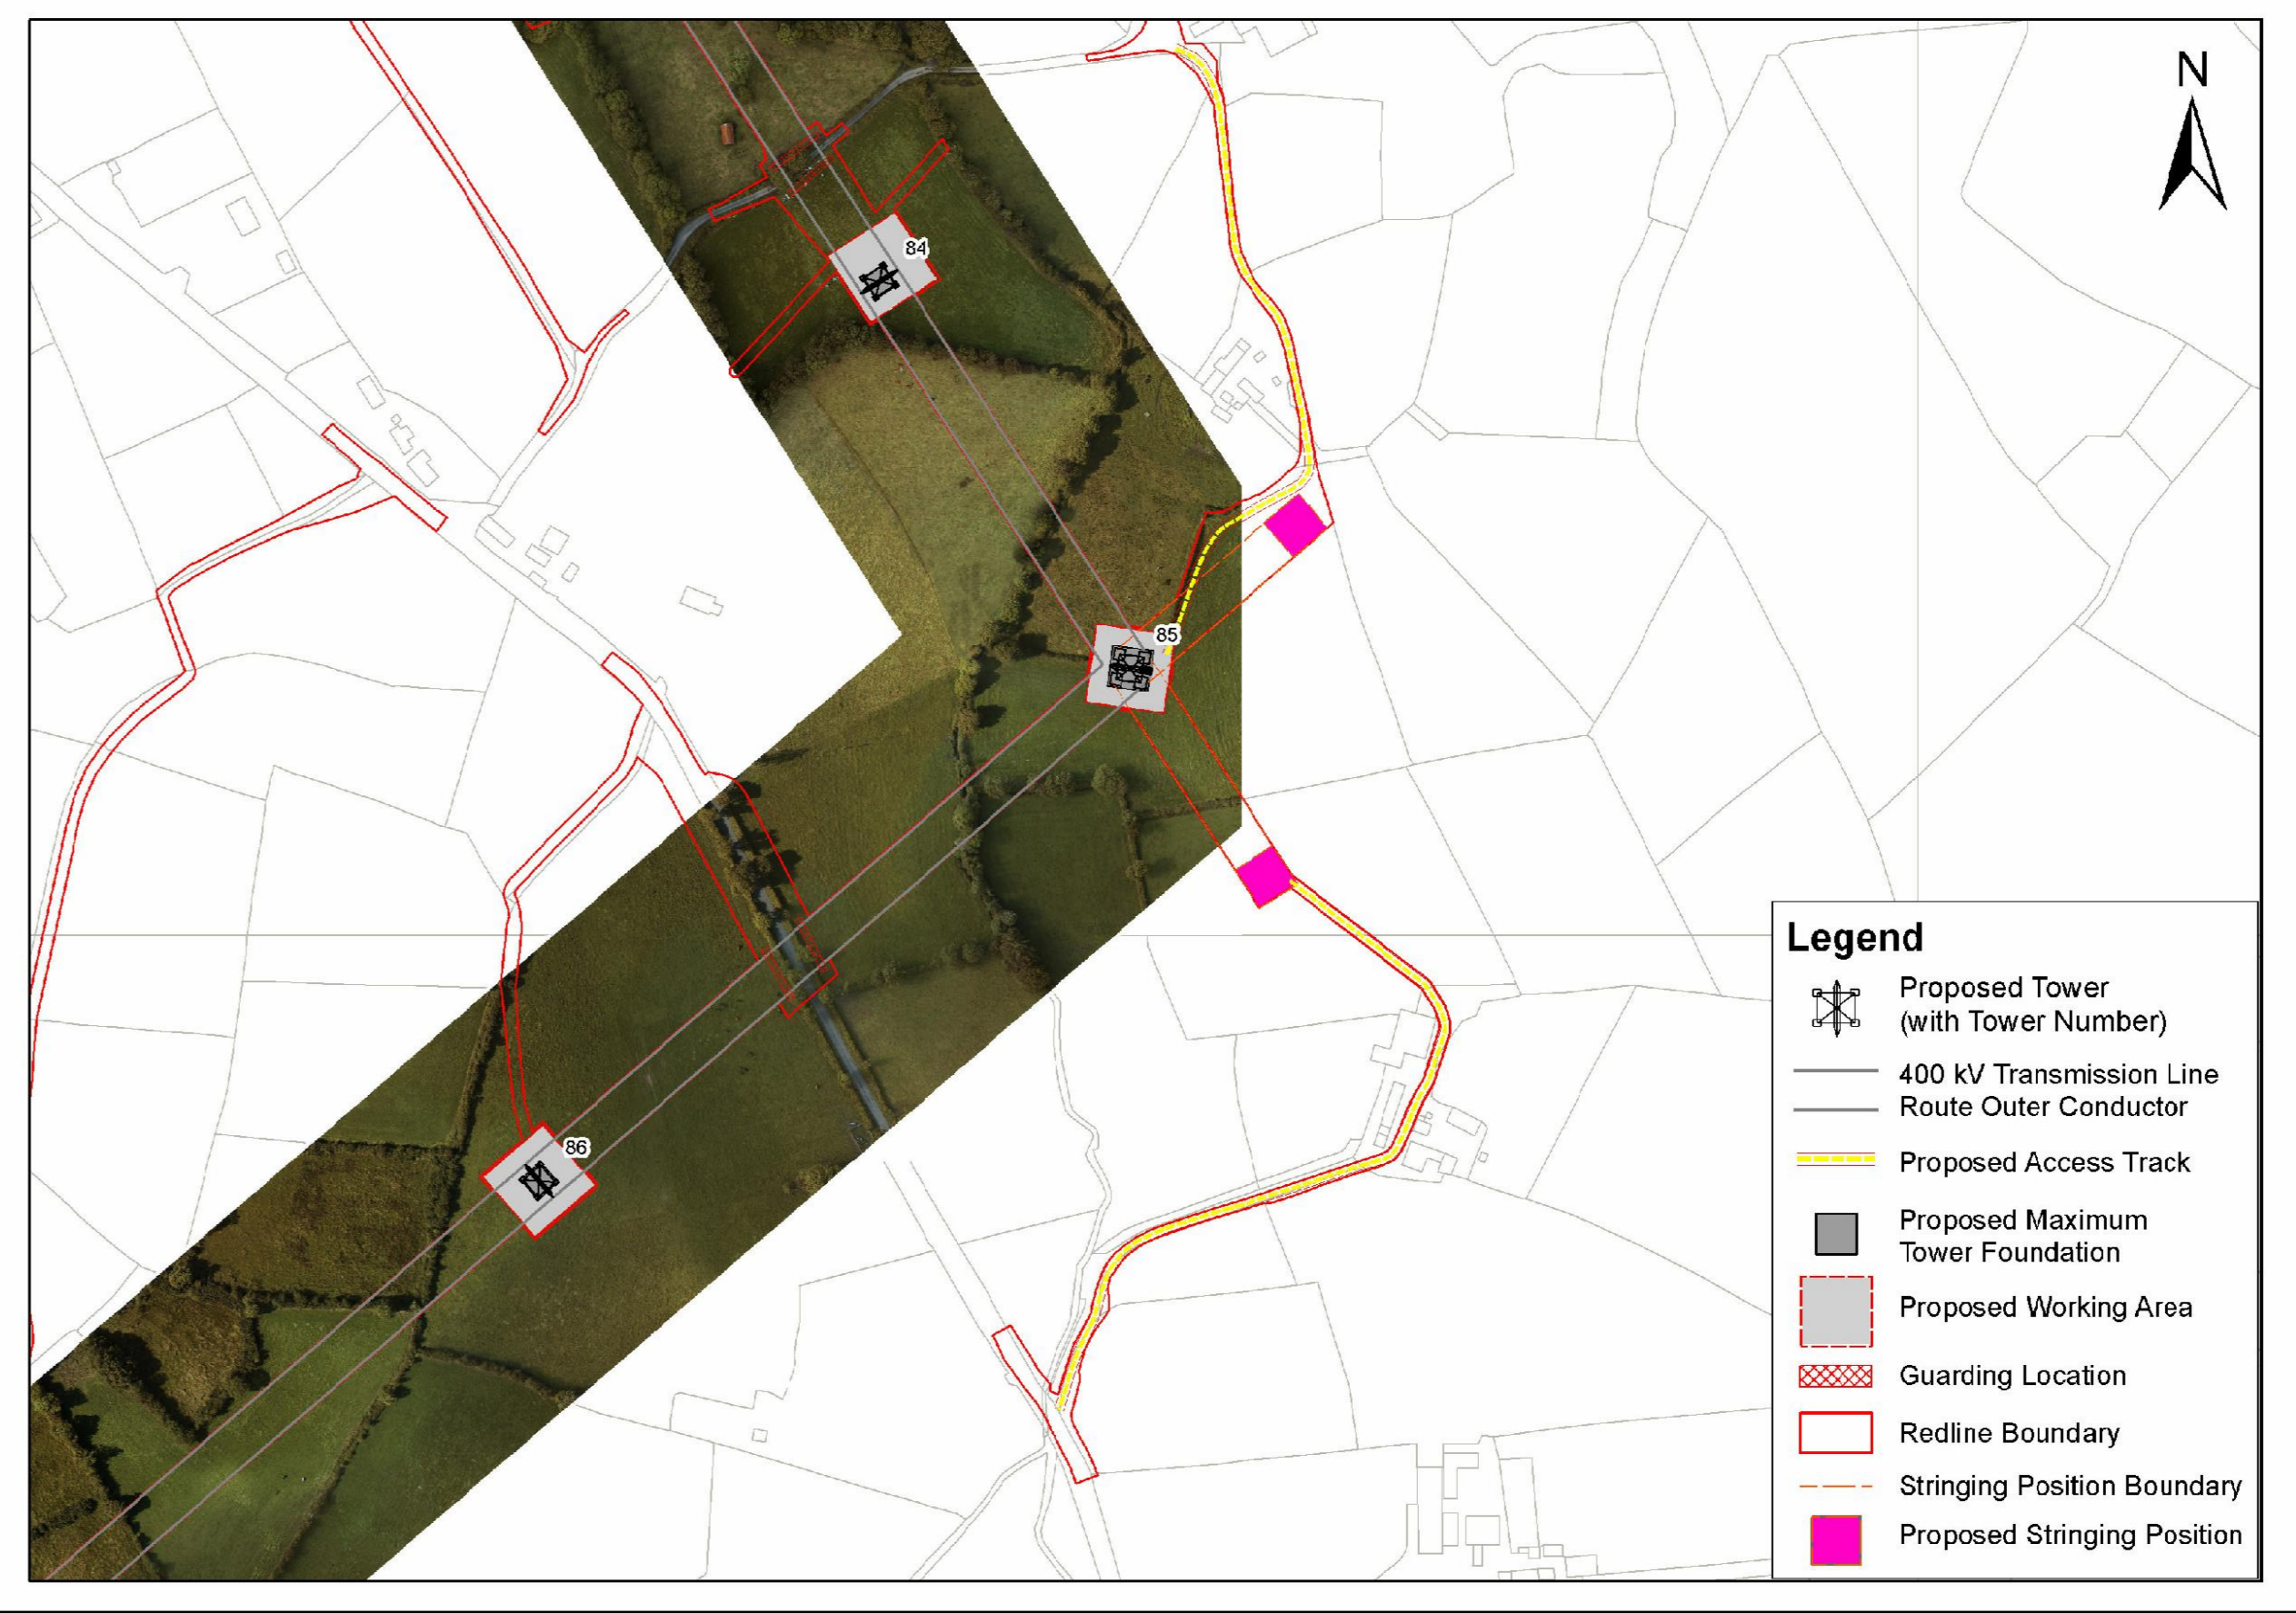 N
84
85
86
Legend
Proposed Tower
(with Tower Number)
400 kV Transmission Line
Route Outer Conductor
Proposed Access Track
Proposed Maximum
Tower Foundation
Proposed Working Area
Guarding Location
Redline Boundary
Stringing Position Boundary
Proposed Stringing Position